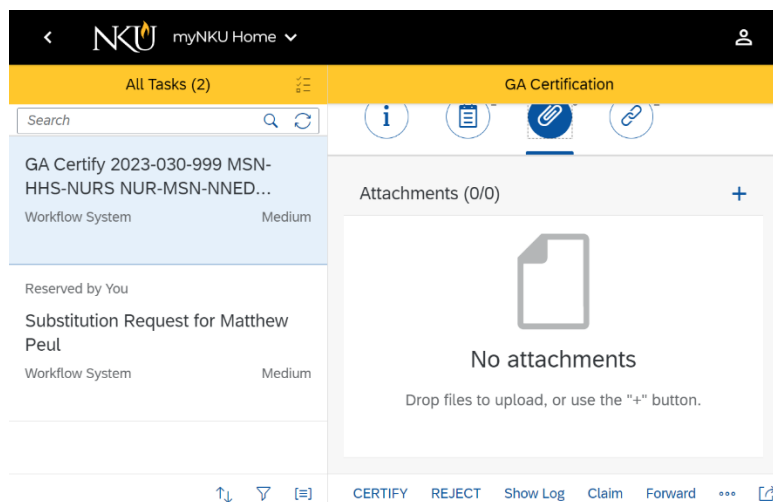 NKU myNKU Home
All Tasks (2)
GA Certification
Search
GA Certify 2023-030-999 MSN-
HHS-NURS NUR-MSN-NNED...
Workflow System Medium
Reserved by You
Substitution Request for Matthew
Peul
Workflow System Medium
Attachments (0/0)
No attachments
Drop files to upload, or use the "+" button.
CERTIFY REJECT Show Log Claim Forward